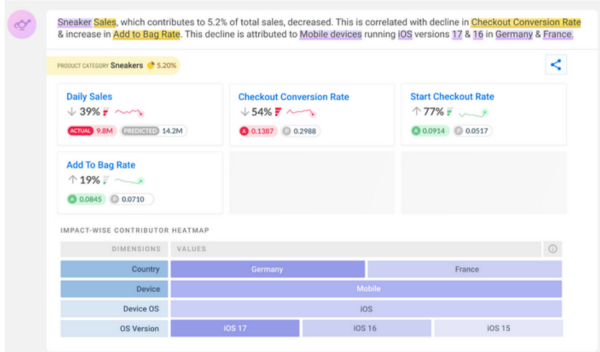 Sneaker Sales, which contributes to 5.2% of total sales, decreased. This is correlated with decline in Checkout Conversion Rate
& increase in Add to Bag Rate. This decline is attributed to Mobile devices running iOS versions 17 & 16 in Germany & France.
PRODUCT CATEGORY Sneakers 5.20%
Daily Sales
↓ 39%
ACTUAL 9.8M PREDICTED 14.2M
Checkout Conversion Rate
↓ 54%
A 0.1387 P 0.2988
Start Checkout Rate
↑ 77%
A 0.0914 P 0.0517
Add To Bag Rate
↑ 19%
A 0.0845 P 0.0710
IMPACT-WISE CONTRIBUTOR HEATMAP
DIMENSIONS VALUES
Country Germany France
Device Mobile
Device OS iOS
OS Version iOS 17 iOS 16 iOS 15